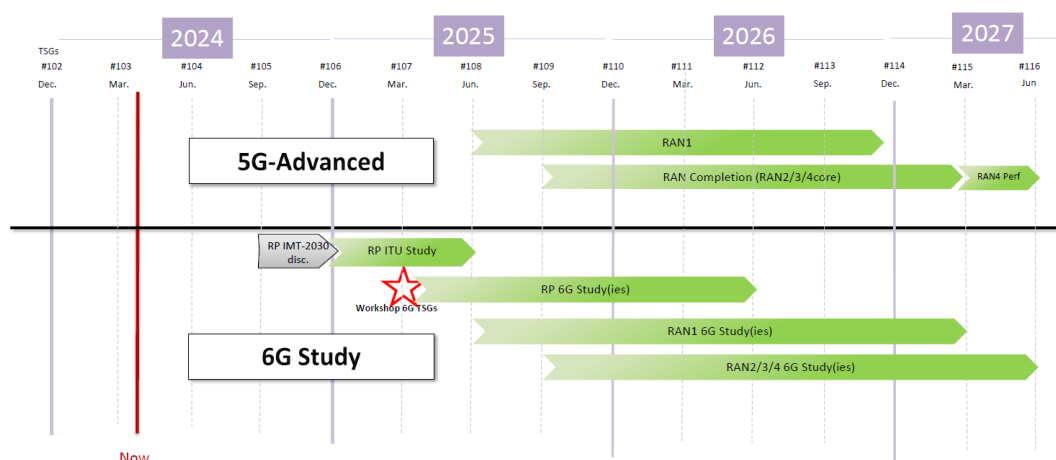 2024
2025
2026
2027
TSGs
#102 #103 #104 #105 #106 #107 #108 #109 #110 #111 #112 #113 #114 #115 #116
Dec. Mar. Jun. Sep. Dec. Mar. Jun. Sep. Dec. Mar. Jun. Sep. Dec. Mar. Jun
RAN1
5G-Advanced
RAN Completion (RAN2/3/4core)
RAN4 Perf
RP IMT-2030
disc.
RP ITU Study
RP 6G Study(ies)
Workshop 6G TSGs
RAN1 6G Study(ies)
6G Study
RAN2/3/4 6G Study(ies)
Now